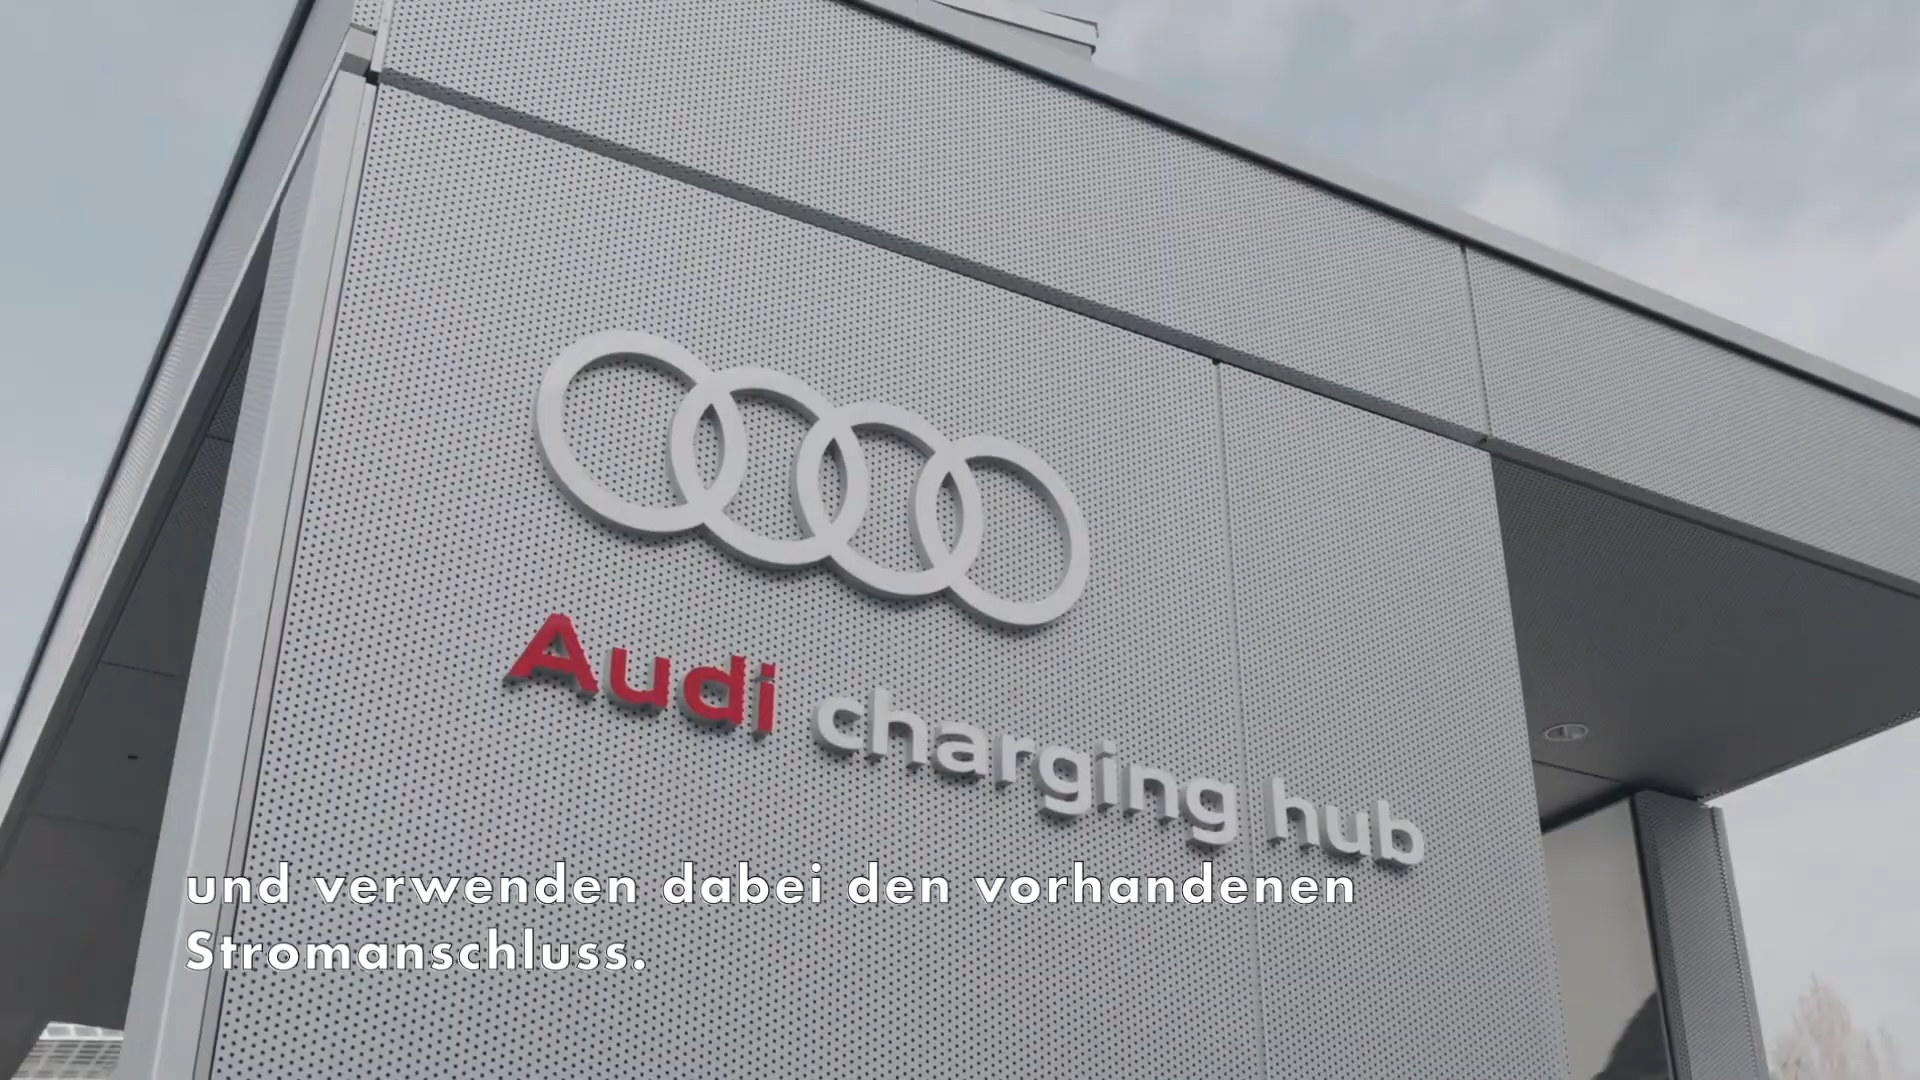 Audi charging hub
und verwenden dabei den vorhandenen
Stromanschluss.